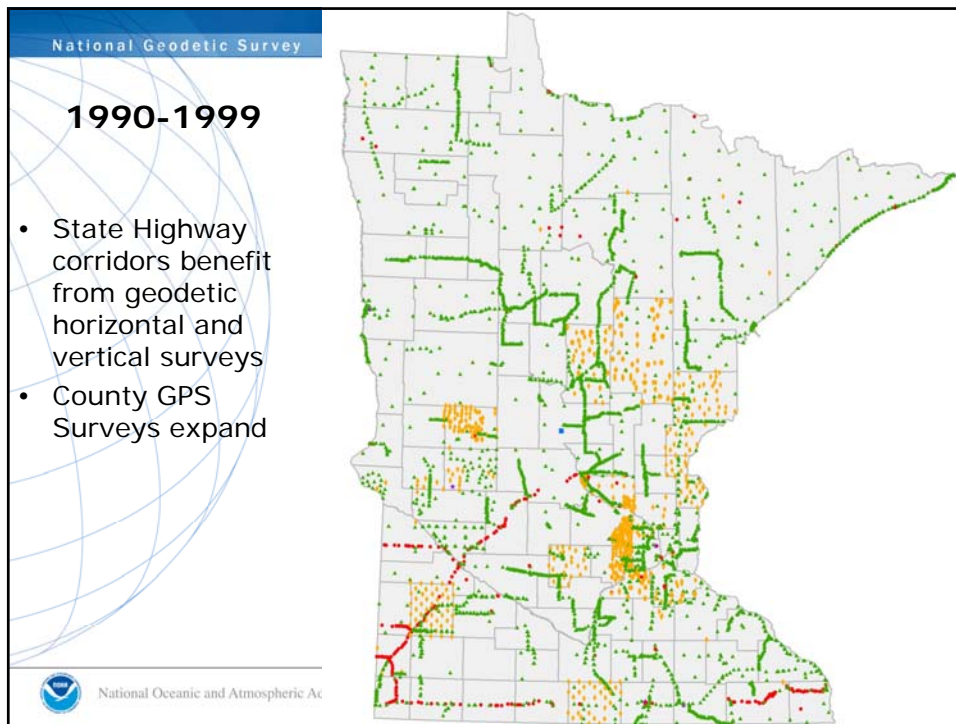 National Geodetic Survey
1990-1999
• State Highway
corridors benefit
from geodetic
horizontal and
vertical surveys
• County GPS
Surveys expand
National Oceanic and Atmospheric Ad